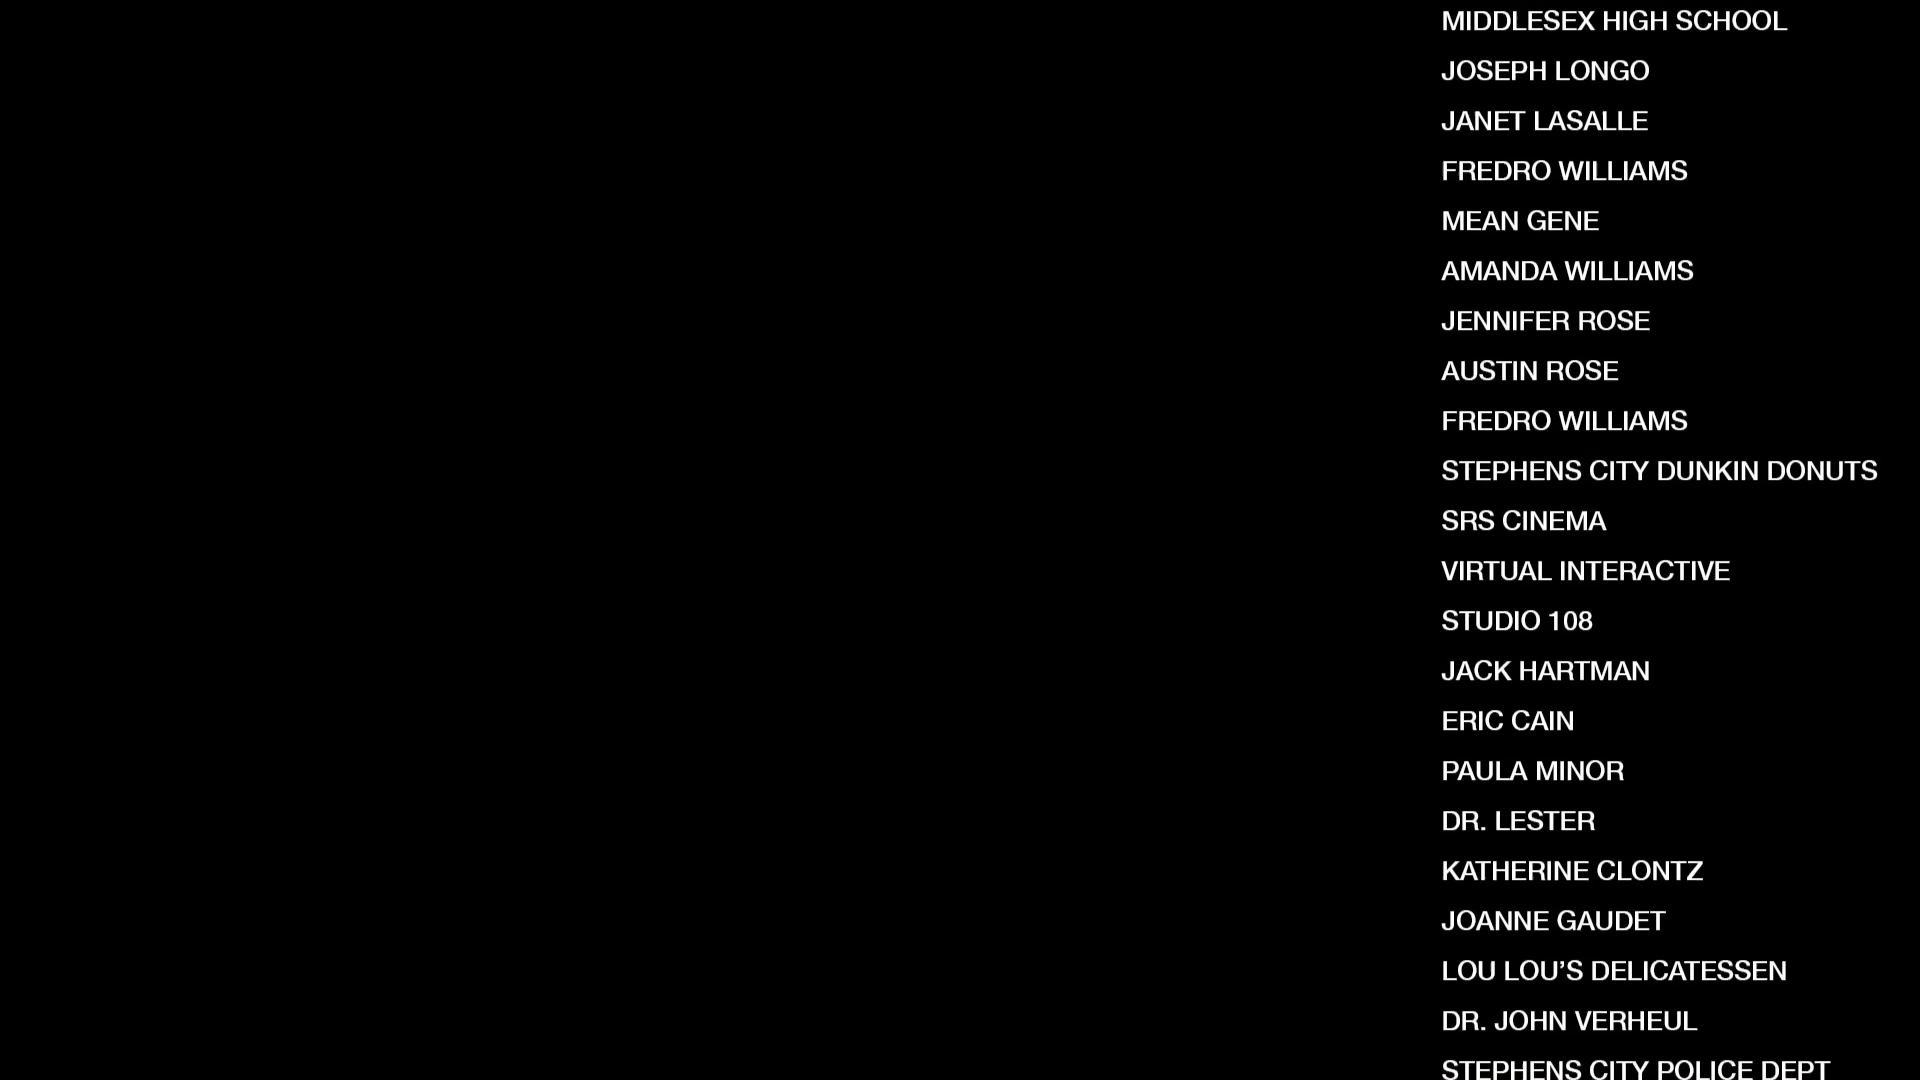 MIDDLESEX HIGH SCHOOL
JOSEPH LONGO
JANET LASALLE
FREDRO WILLIAMS
MEAN GENE
AMANDA WILLIAMS
JENNIFER ROSE
AUSTIN ROSE
FREDRO WILLIAMS
STEPHENS CITY DUNKIN DONUTS
SRS CINEMA
VIRTUAL INTERACTIVE
STUDIO 108
JACK HARTMAN
ERIC CAIN
PAULA MINOR
DR. LESTER
KATHERINE CLONTZ
JOANNE GAUDET
LOU LOU’S DELICATESSEN
DR. JOHN VERHEUL
STEPHENS CITY POLICE DEPT